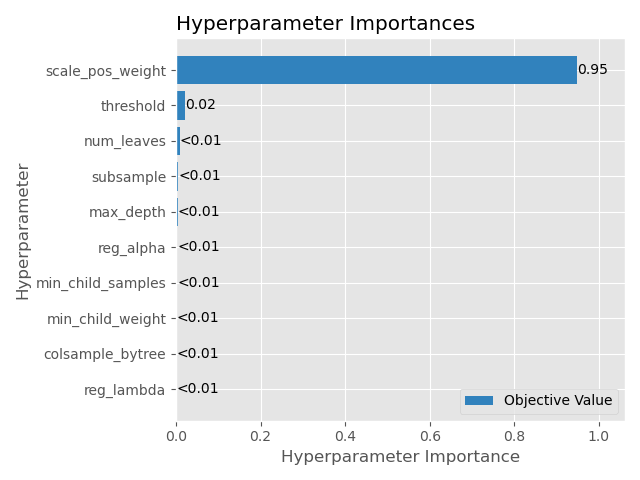 Hyperparameter Importances
Hyperparameter
scale_pos_weight 0.95
threshold 0.02
num_leaves <0.01
subsample <0.01
max_depth <0.01
reg_alpha <0.01
min_child_samples <0.01
min_child_weight <0.01
colsample_bytree <0.01
reg_lambda <0.01
Objective Value
0.0 0.2 0.4 0.6 0.8 1.0
Hyperparameter Importance